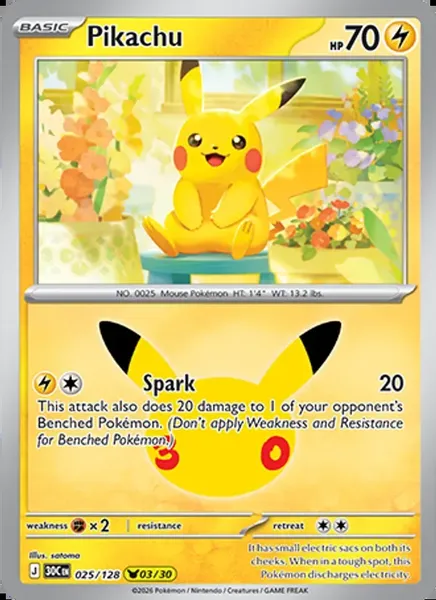 BASIC Pikachu HP 70
NO. 0025 Mouse Pokémon HT: 1'4" WT: 13.2 lbs.
Spark 20
This attack also does 20 damage to 1 of your opponent's
Benched Pokémon. (Don't apply Weakness and Resistance
for Benched Pokémon.)
30
weakness ×2 resistance retreat
Illus. satoma
J 30C EN 025/128 03/30
It has small electric sacs on both its
cheeks. When in a tough spot, this
Pokémon discharges electricity.
©2026 Pokémon / Nintendo / Creatures / GAME FREAK